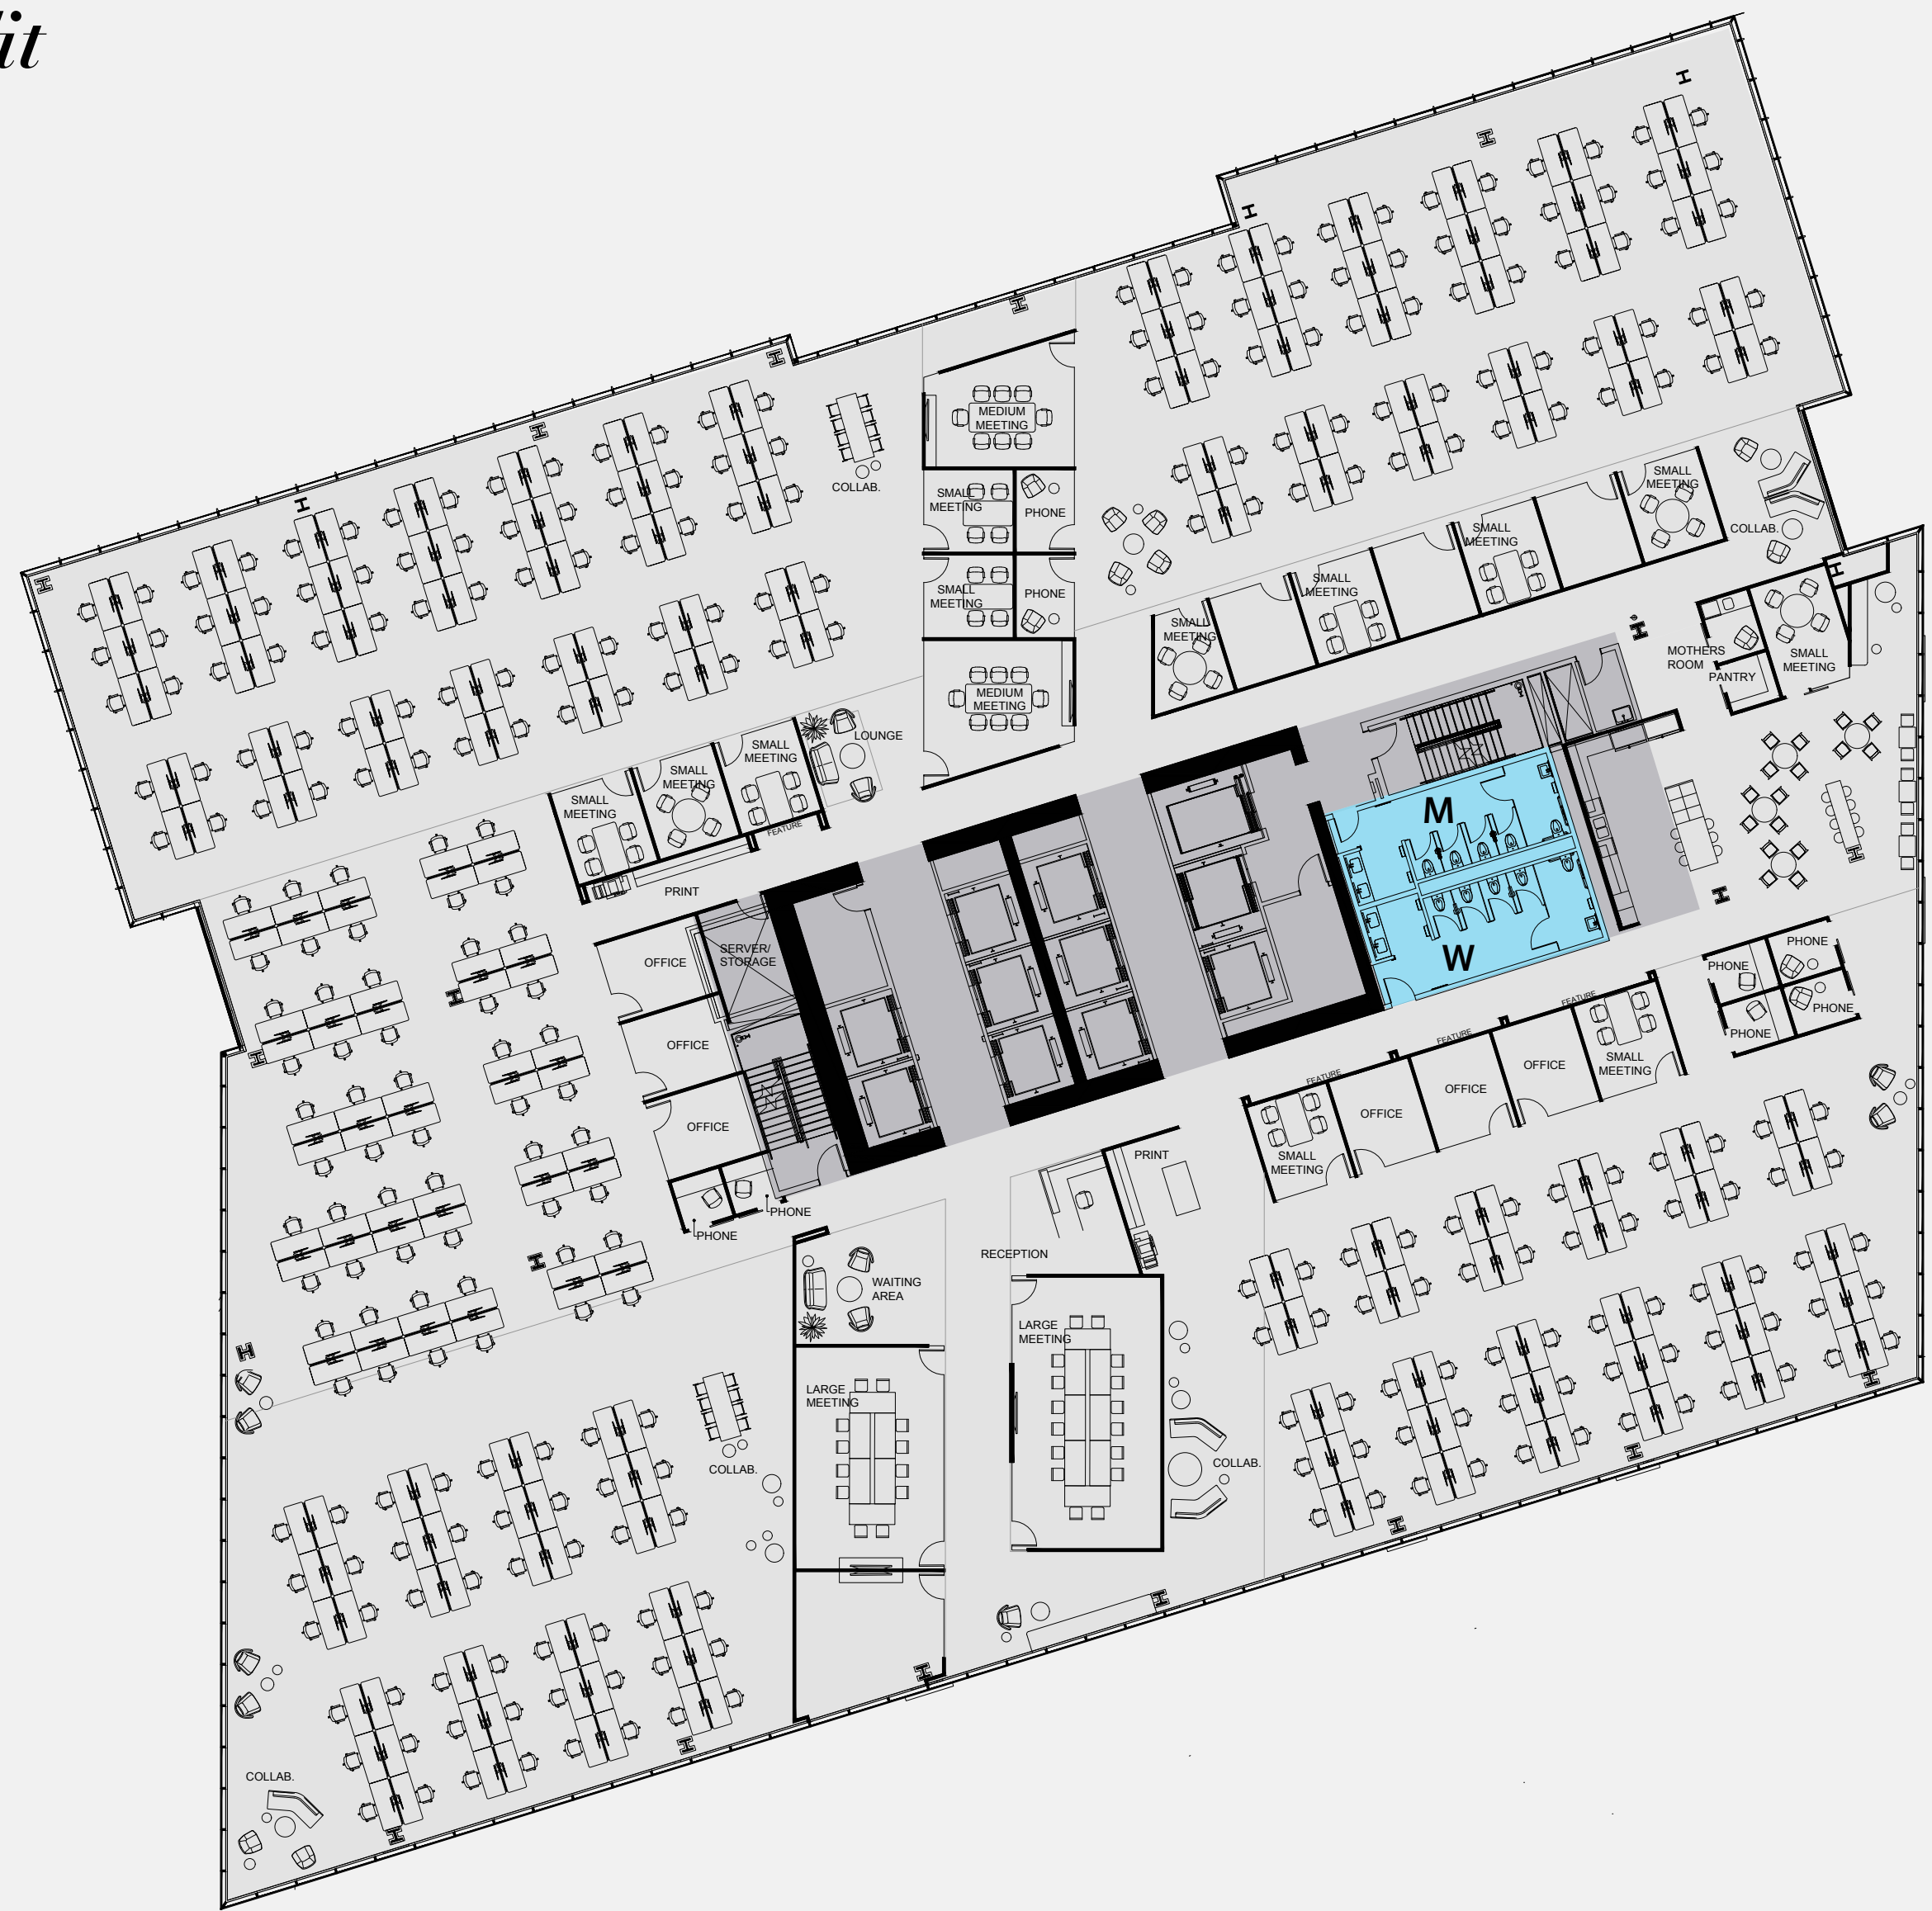 MEDIUM
MEETING
COLLAB.
SMALL
MEETING
PHONE
SMALL
MEETING
PHONE
MEDIUM
MEETING
SMALL
MEETING
COLLAB.
SMALL
MEETING
SMALL
MEETING
SMALL
MEETING
MOTHERS
ROOM
PANTRY
SMALL
MEETING
LOUNGE
SMALL
MEETING
SMALL
MEETING
SMALL
MEETING
FEATURE
PRINT
M
W
SERVER/
STORAGE
OFFICE
OFFICE
OFFICE
PHONE
PHONE
PHONE
PHONE
PHONE
PHONE
FEATURE
FEATURE
FEATURE
SMALL
MEETING
OFFICE
OFFICE
OFFICE
SMALL
MEETING
PRINT
RECEPTION
WAITING
AREA
LARGE
MEETING
LARGE
MEETING
COLLAB.
COLLAB.
COLLAB.